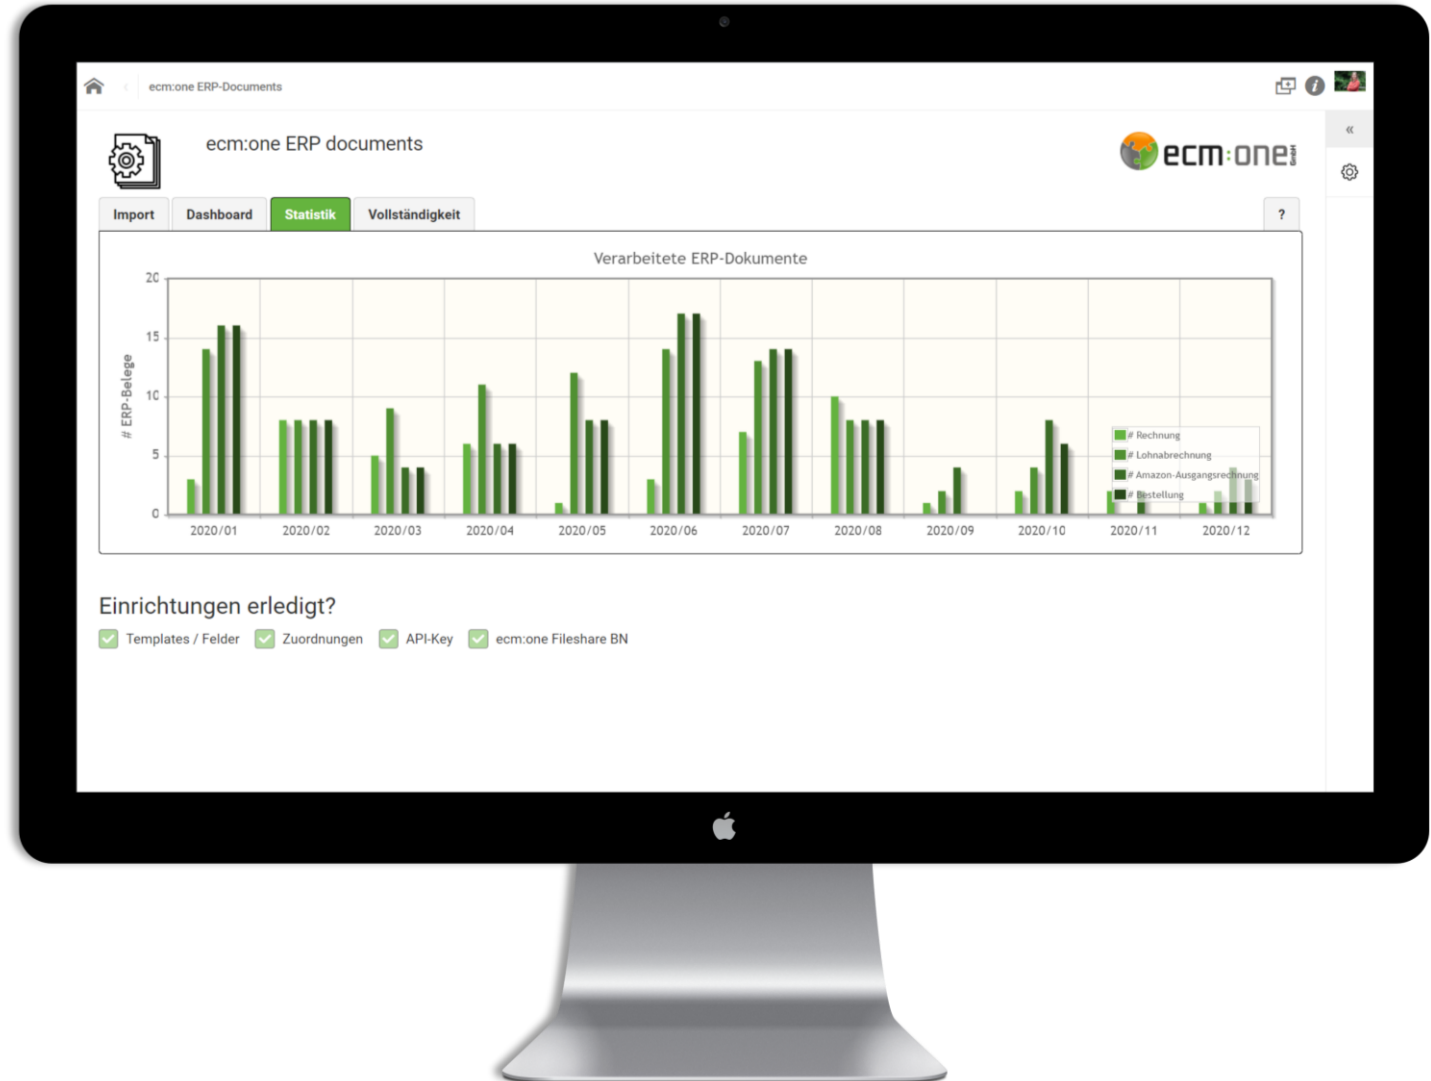 ecm:one ERP-Documents
ecm:one ERP documents
ecm:one GmbH
Import Dashboard Statistik Vollständigkeit ?
Verarbeitete ERP-Dokumente
# ERP-Belege
20
15
10
5
0
# Rechnung
# Lohnabrechnung
# Amazon-Ausgangsrechnung
# Bestellung
2020/01 2020/02 2020/03 2020/04 2020/05 2020/06 2020/07 2020/08 2020/09 2020/10 2020/11 2020/12
Einrichtungen erledigt?
Templates / Felder Zuordnungen API-Key ecm:one Fileshare BN